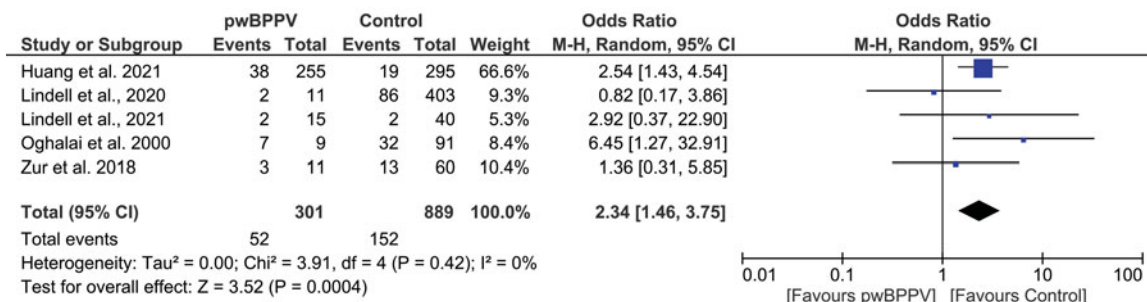 pwBPPV Control Odds Ratio Odds Ratio
Study or Subgroup Events Total Events Total Weight M-H, Random, 95% CI M-H, Random, 95% CI
Huang et al. 2021 38 255 19 295 66.6% 2.54 [1.43, 4.54]
Lindell et al., 2020 2 11 86 403 9.3% 0.82 [0.17, 3.86]
Lindell et al., 2021 2 15 2 40 5.3% 2.92 [0.37, 22.90]
Oghalai et al. 2000 7 9 32 91 8.4% 6.45 [1.27, 32.91]
Zur et al. 2018 3 11 13 60 10.4% 1.36 [0.31, 5.85]
Total (95% CI) 301 889 100.0% 2.34 [1.46, 3.75]
Total events 52 152
Heterogeneity: Tau² = 0.00; Chi² = 3.91, df = 4 (P = 0.42); I² = 0%
Test for overall effect: Z = 3.52 (P = 0.0004)
0.01 0.1 1 10 100
[Favours pwBPPV] [Favours Control]